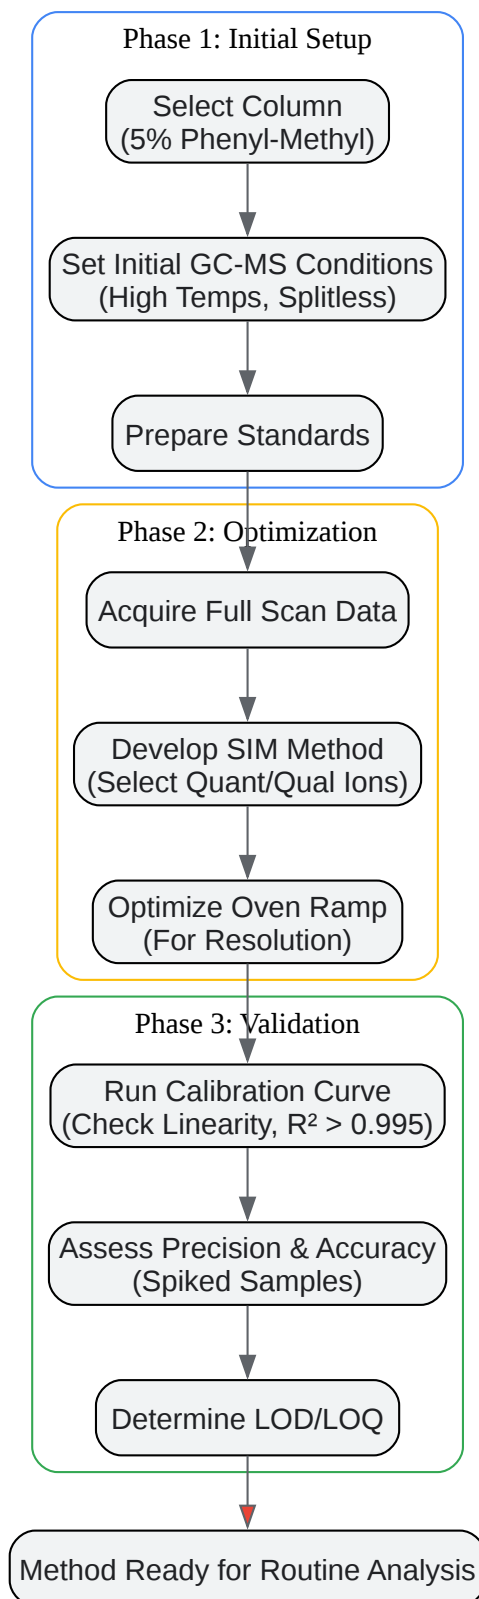 Phase 1: Initial Setup
Select Column
(5% Phenyl-Methyl)
Set Initial GC-MS Conditions
(High Temps, Splitless)
Prepare Standards
Phase 2: Optimization
Acquire Full Scan Data
Develop SIM Method
(Select Quant/Qual Ions)
Optimize Oven Ramp
(For Resolution)
Phase 3: Validation
Run Calibration Curve
(Check Linearity, R² > 0.995)
Assess Precision & Accuracy
(Spiked Samples)
Determine LOD/LOQ
Method Ready for Routine Analysis